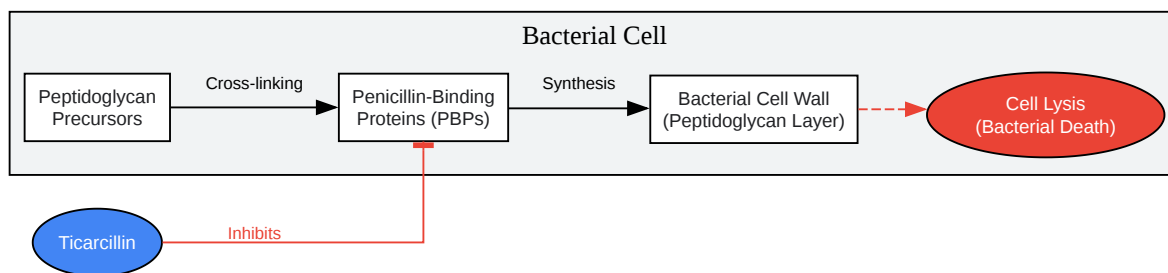 Bacterial Cell
Peptidoglycan
Precursors
Cross-linking
Penicillin-Binding
Proteins (PBPs)
Synthesis
Bacterial Cell Wall
(Peptidoglycan Layer)
Cell Lysis
(Bacterial Death)
Ticarcillin
Inhibits